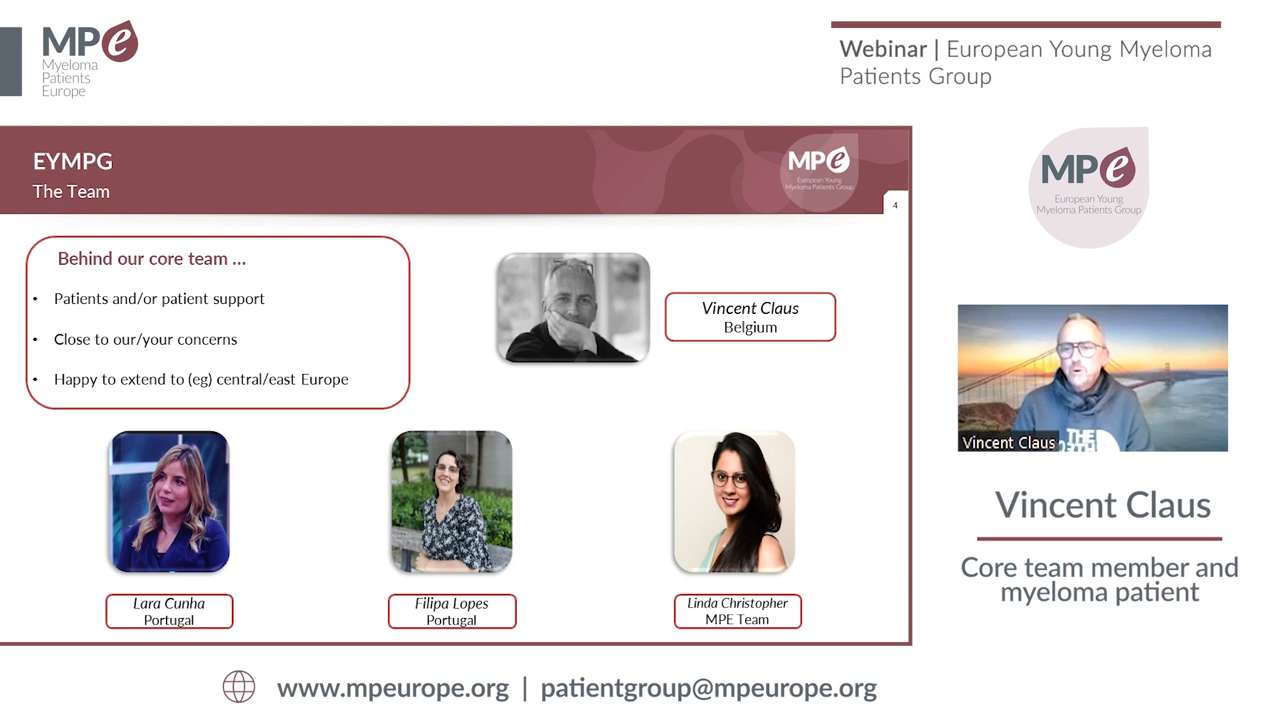 MPe
Myeloma
Patients
Europe
Webinar | European Young Myeloma
Patients Group
EYMPG
The Team
MPe
European Young
Myeloma Patients Group
4
Behind our core team ...
• Patients and/or patient support
• Close to our/your concerns
• Happy to extend to (eg) central/east Europe
Vincent Claus
Belgium
Lara Cunha
Portugal
Filipa Lopes
Portugal
Linda Christopher
MPE Team
MPe
European Young
Myeloma Patients Group
Vincent Claus
THE
Vincent Claus
Core team member and
myeloma patient
www.mpeurope.org | patientgroup@mpeurope.org